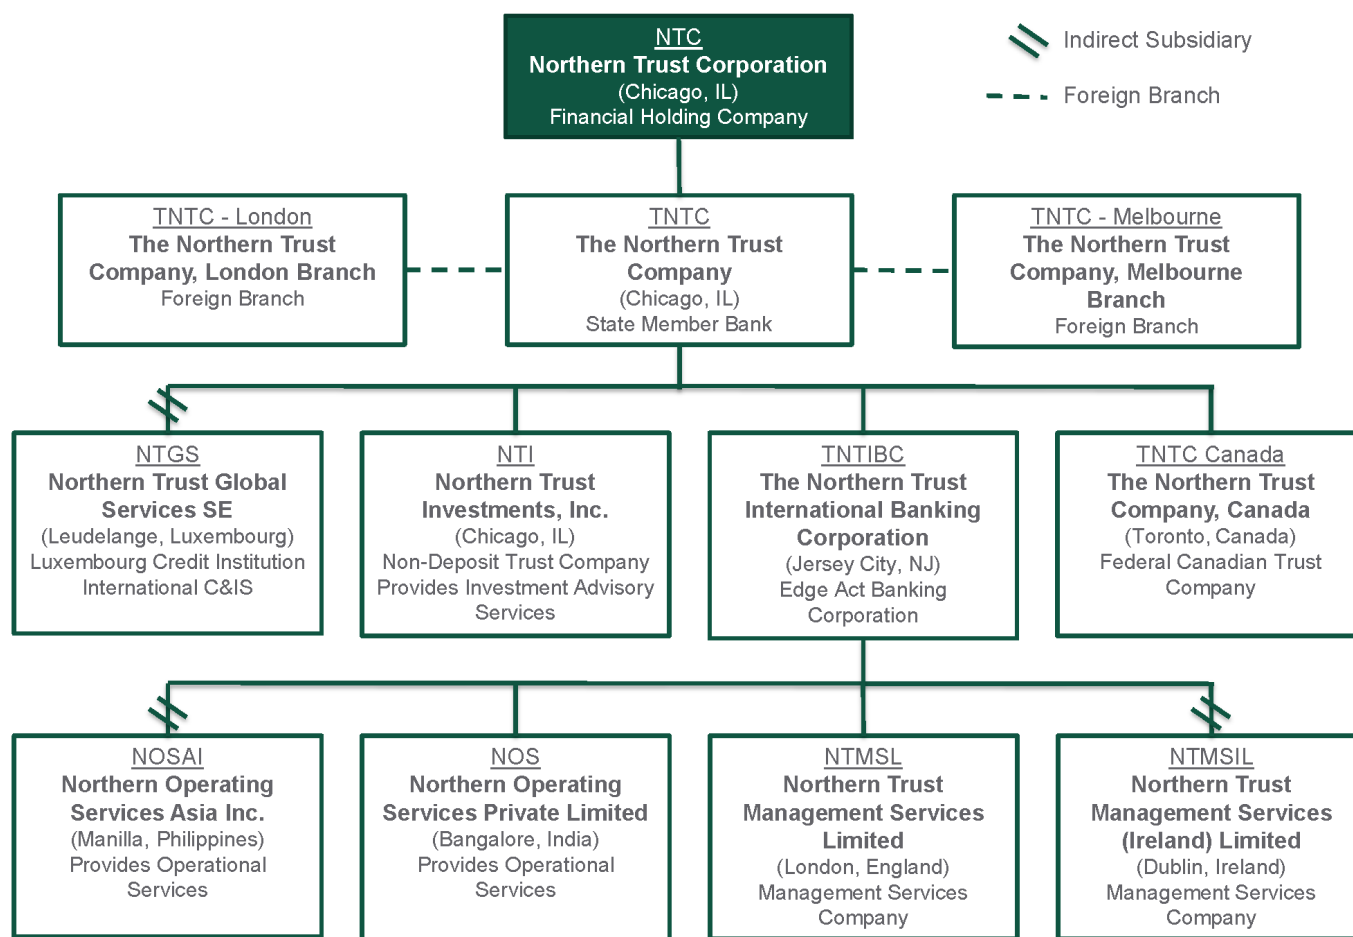 NTC
Northern Trust Corporation
(Chicago, IL)
Financial Holding Company
Indirect Subsidiary
Foreign Branch
TNTC - London
The Northern Trust
Company, London Branch
Foreign Branch
TNTC
The Northern Trust
Company
(Chicago, IL)
State Member Bank
TNTC - Melbourne
The Northern Trust
Company, Melbourne
Branch
Foreign Branch
NTGS
Northern Trust Global
Services SE
(Leudelange, Luxembourg)
Luxembourg Credit Institution
International C&IS
NTI
Northern Trust
Investments, Inc.
(Chicago, IL)
Non-Deposit Trust Company
Provides Investment Advisory
Services
TNTIBC
The Northern Trust
International Banking
Corporation
(Jersey City, NJ)
Edge Act Banking
Corporation
TNTC Canada
The Northern Trust
Company, Canada
(Toronto, Canada)
Federal Canadian Trust
Company
NOSAI
Northern Operating
Services Asia Inc.
(Manilla, Philippines)
Provides Operational
Services
NOS
Northern Operating
Services Private Limited
(Bangalore, India)
Provides Operational
Services
NTMSL
Northern Trust
Management Services
Limited
(London, England)
Management Services
Company
NTMSIL
Northern Trust
Management Services
(Ireland) Limited
(Dublin, Ireland)
Management Services
Company